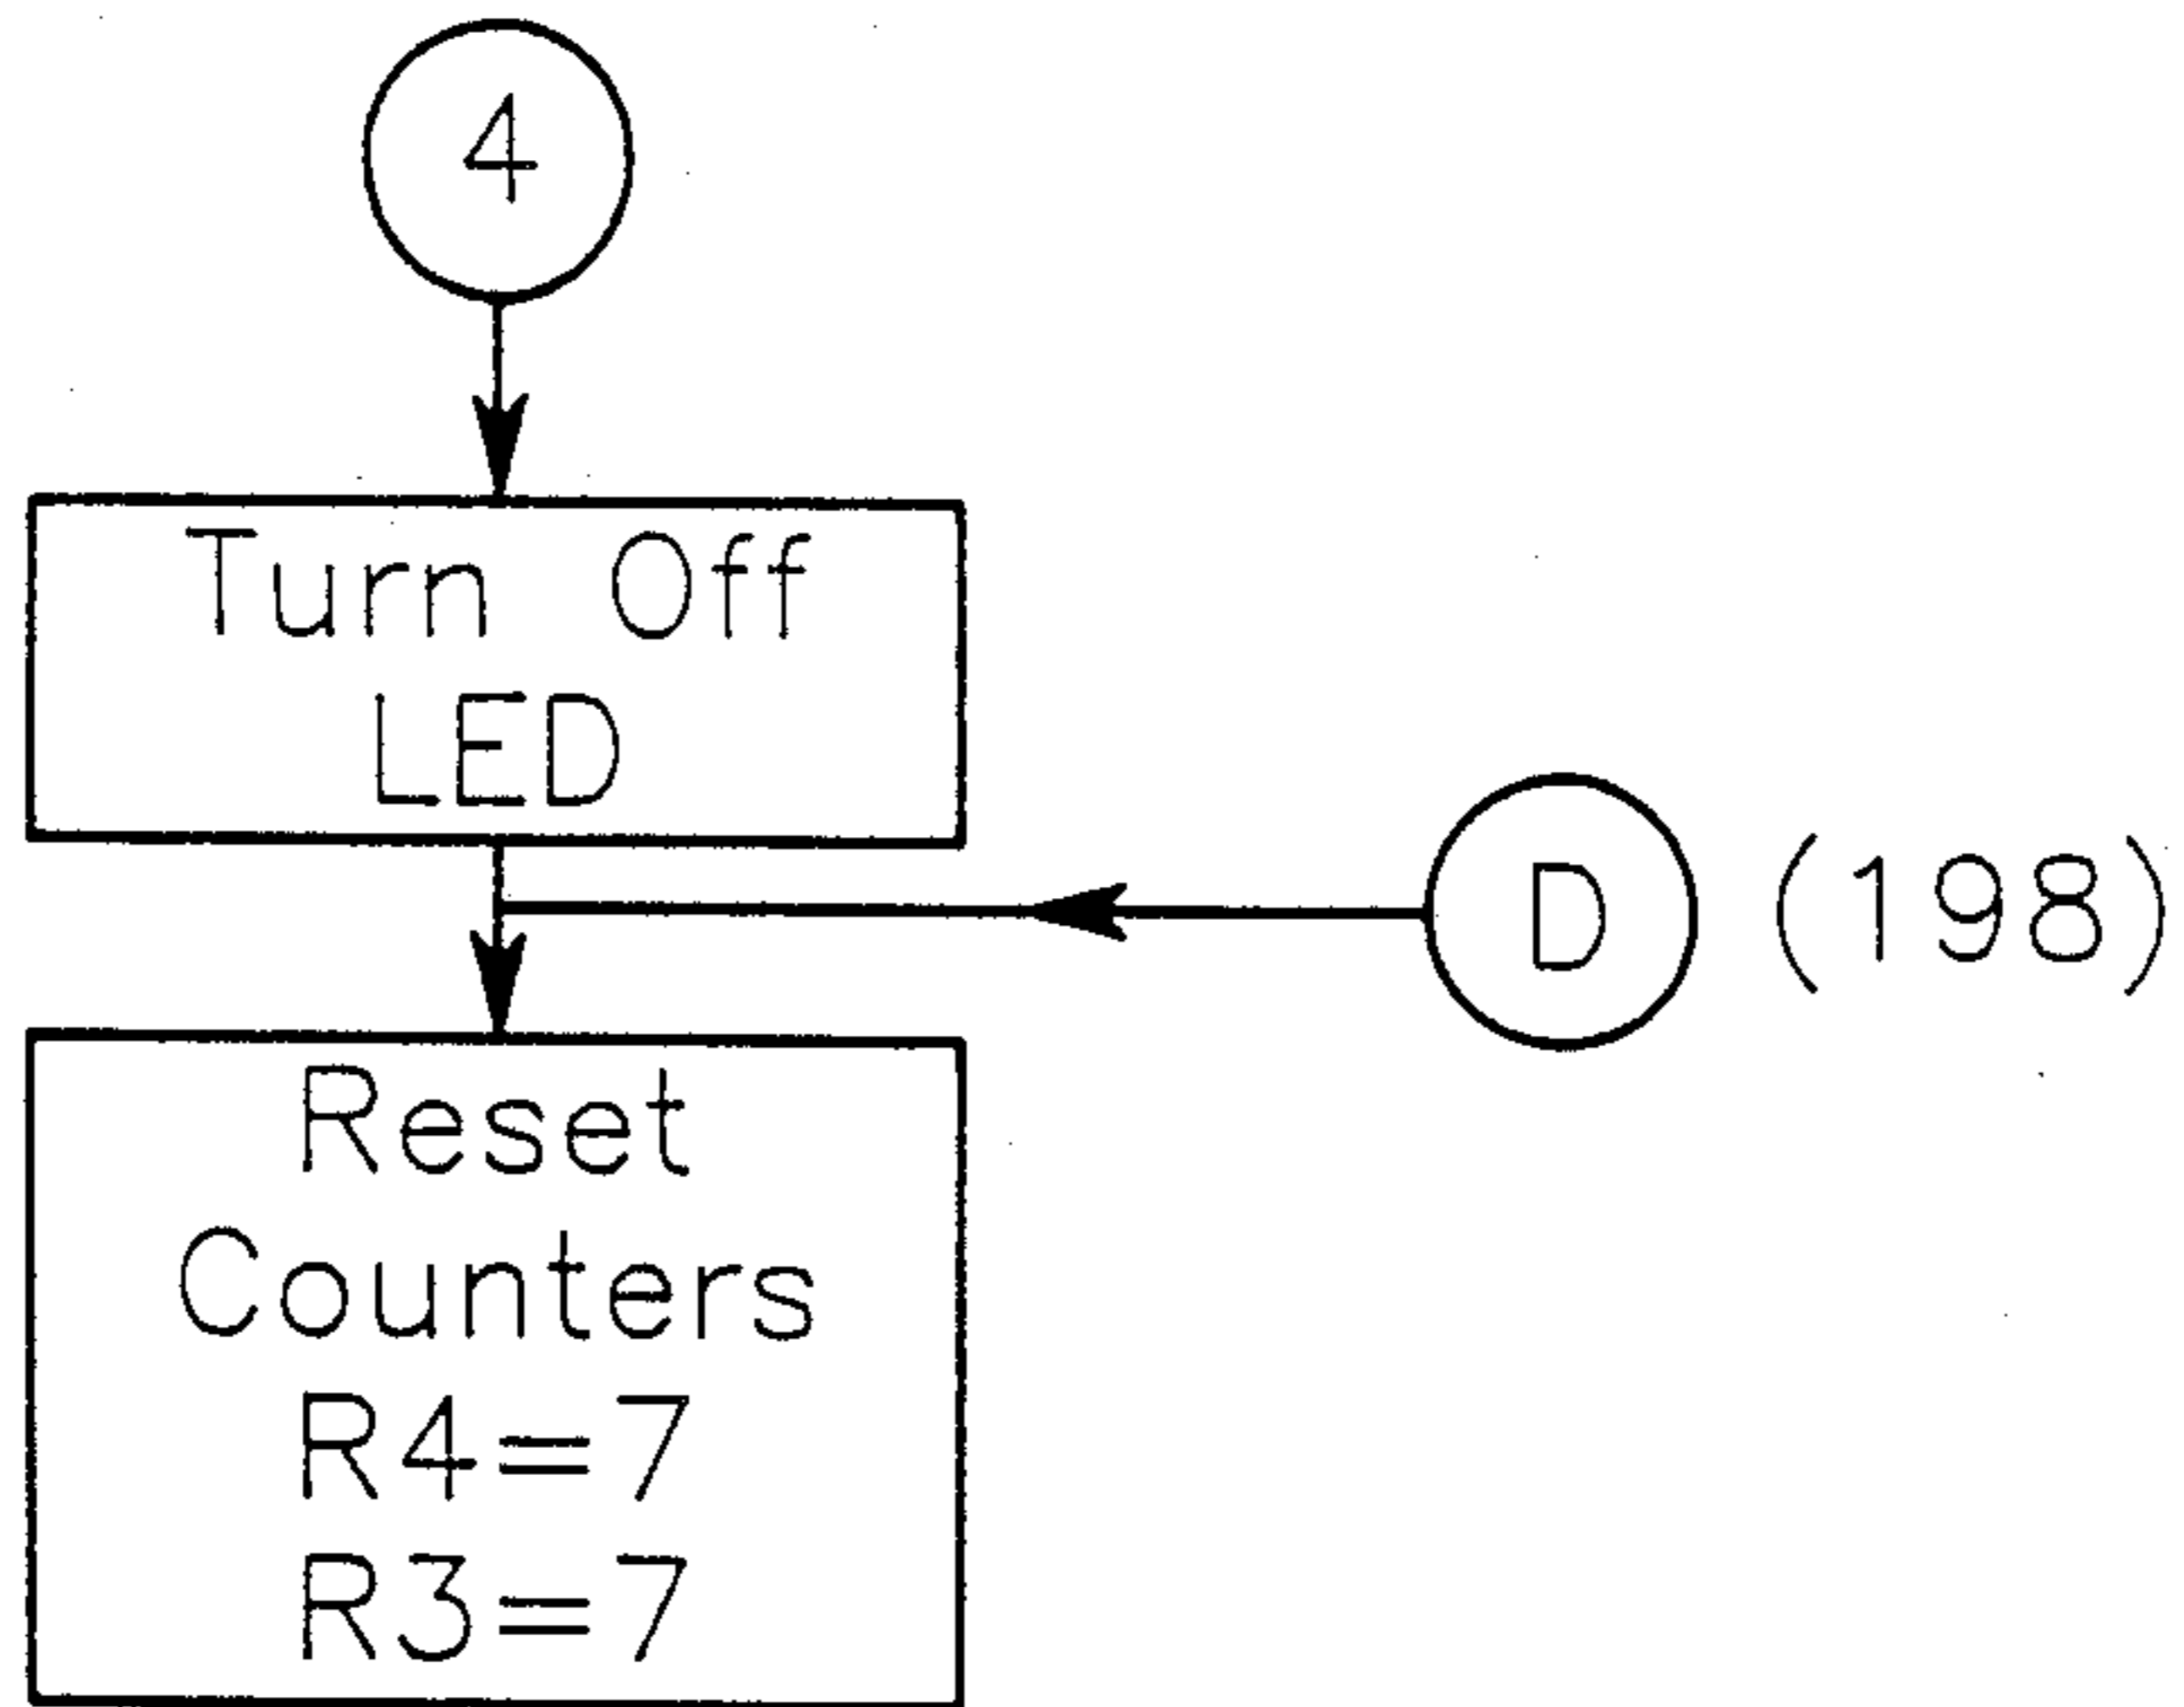 4
Turn Off
LED
D (198)
Reset
Counters
R4=7
R3=7